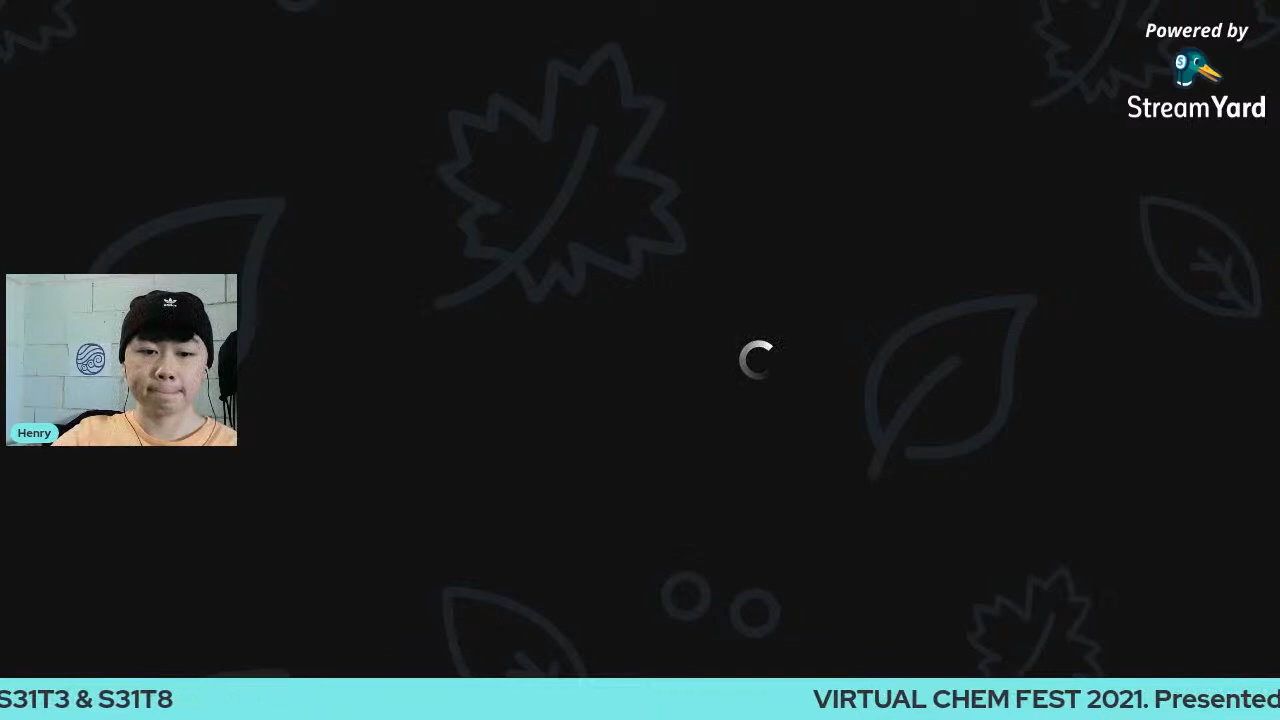 Powered by
StreamYard
Henry
S31T3 & S31T8
VIRTUAL CHEM FEST 2021. Presented